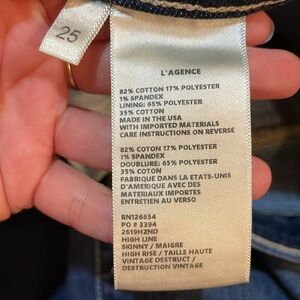 25
L'AGENCE
82% COTTON 17% POLYESTER
1% SPANDEX
LINING: 65% POLYESTER
35% COTTON
MADE IN THE USA
WITH IMPORTED MATERIALS
CARE INSTRUCTIONS ON REVERSE
82% COTON 17% POLYESTER
1% SPANDEX
DOUBLURE: 65% POLYESTER
35% COTON
FABRIQUE DANS LA ETATS-UNIS
D'AMERIQUE AVEC DES
MATERIAUX IMPORTES
ENTRETIEN AU VERSO
RN126654
PO # 3394
2619HZND
HIGH LINE
SKINNY / MAIGRE
HIGH RISE / TAILLE HAUTE
VINTAGE DESTRUCT /
DESTRUCTION VINTAGE